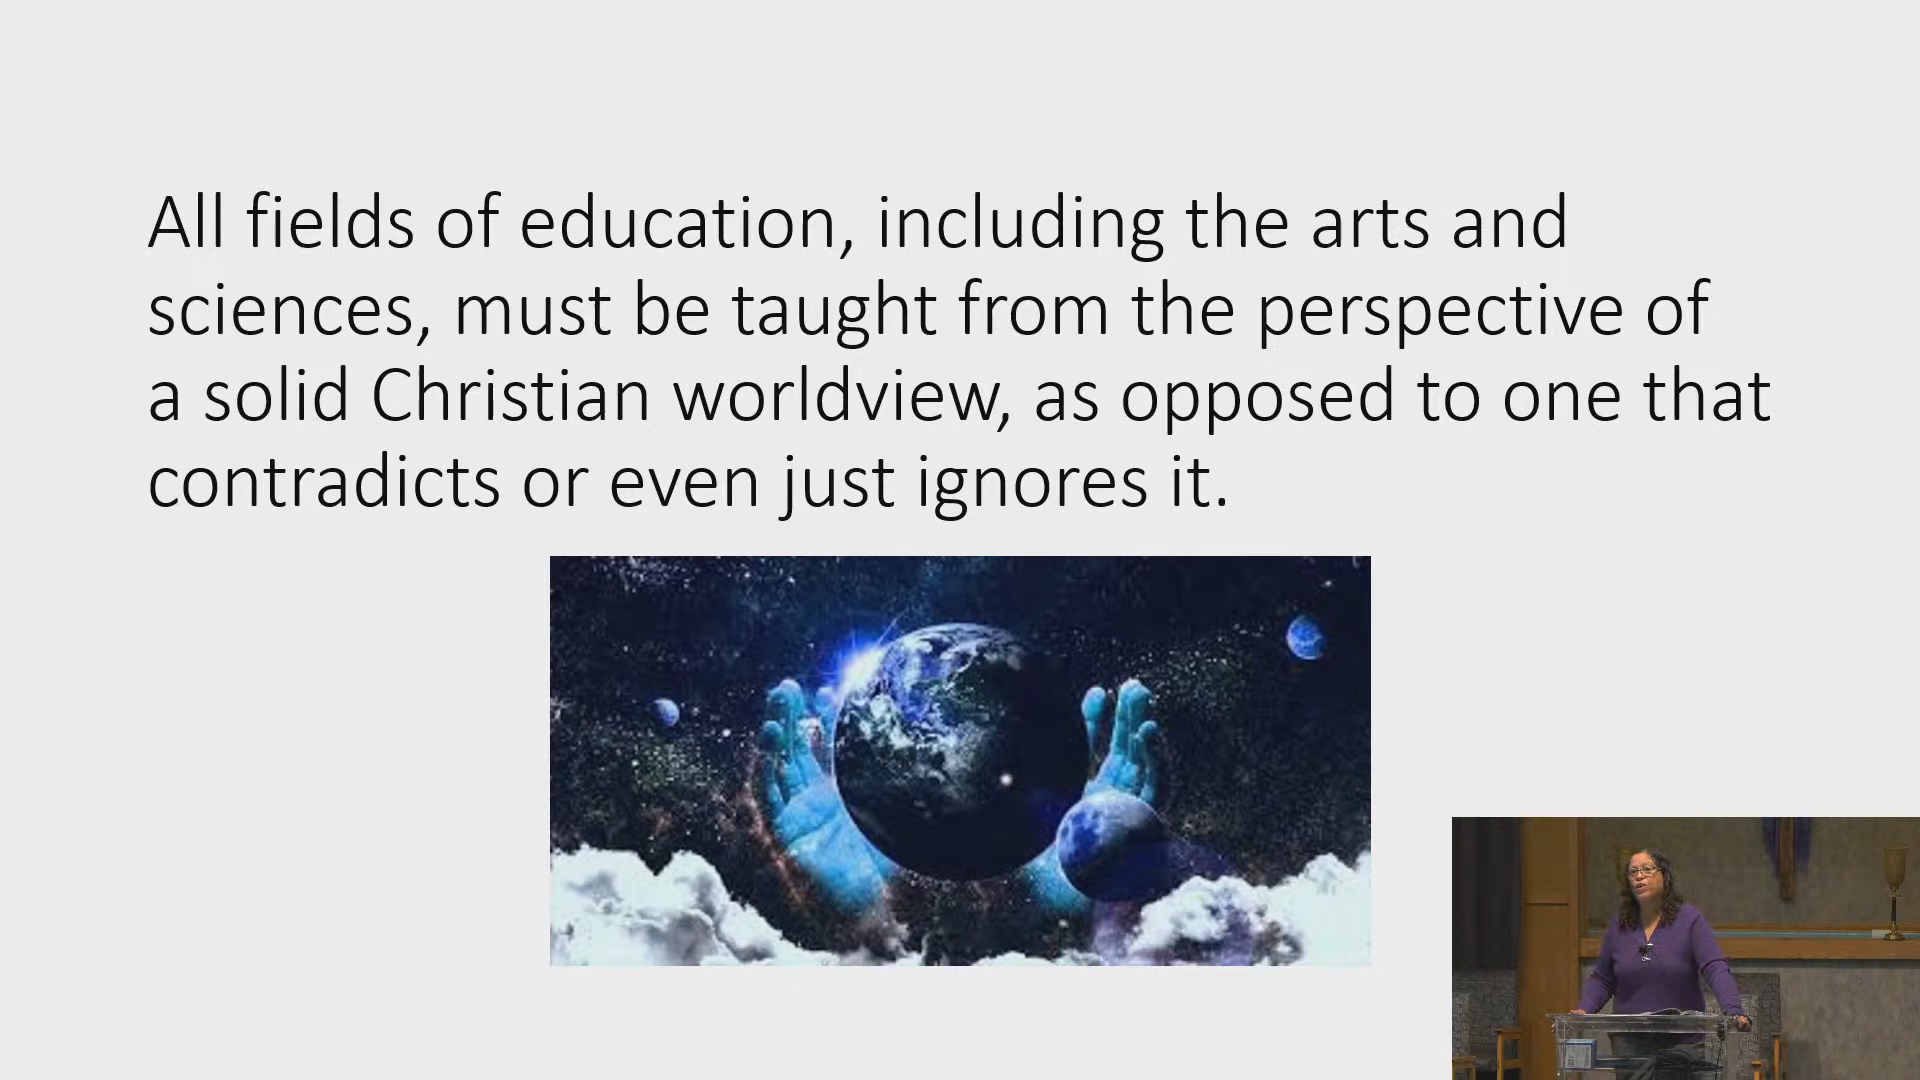 All fields of education, including the arts and
sciences, must be taught from the perspective of
a solid Christian worldview, as opposed to one that
contradicts or even just ignores it.